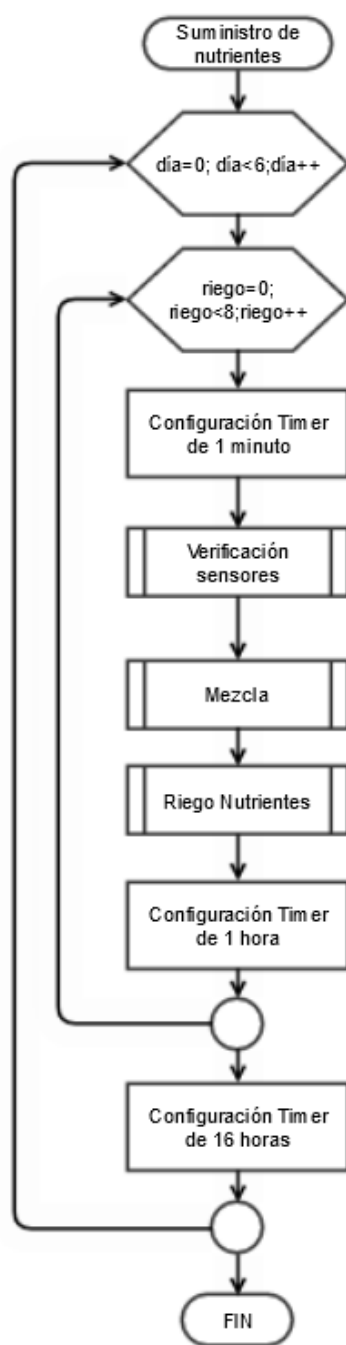 Suministro de
nutrientes
día=0; día<6;día++
riego=0;
riego<8;riego++
Configuración Timer
de 1 minuto
Verificación
sensores
Mezcla
Riego Nutrientes
Configuración Timer
de 1 hora
Configuración Timer
de 16 horas
FIN